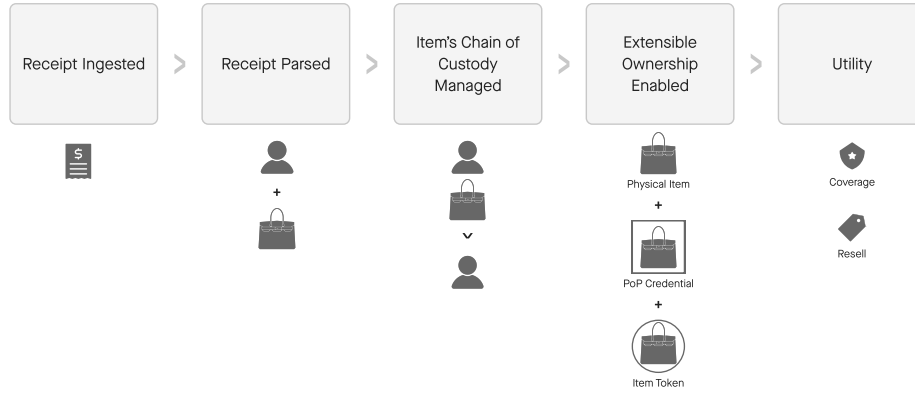 Receipt Ingested
Receipt Parsed
Item's Chain of
Custody
Managed
Extensible
Ownership
Enabled
Utility
$
+
Physical Item
+
PoP Credential
+
Item Token
Coverage
Resell